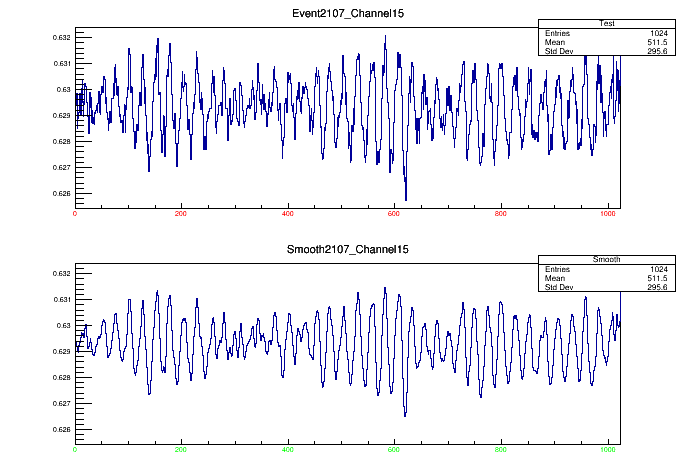 Event2107_Channel15
Test
Entries 1024
Mean 511.5
Std Dev 295.6
0.632
0.631
0.63
0.629
0.628
0.627
0.626
0 200 400 600 800 1000
Smooth2107_Channel15
Smooth
Entries 1024
Mean 511.5
Std Dev 295.6
0.632
0.631
0.63
0.629
0.628
0.627
0.626
0 200 400 600 800 1000